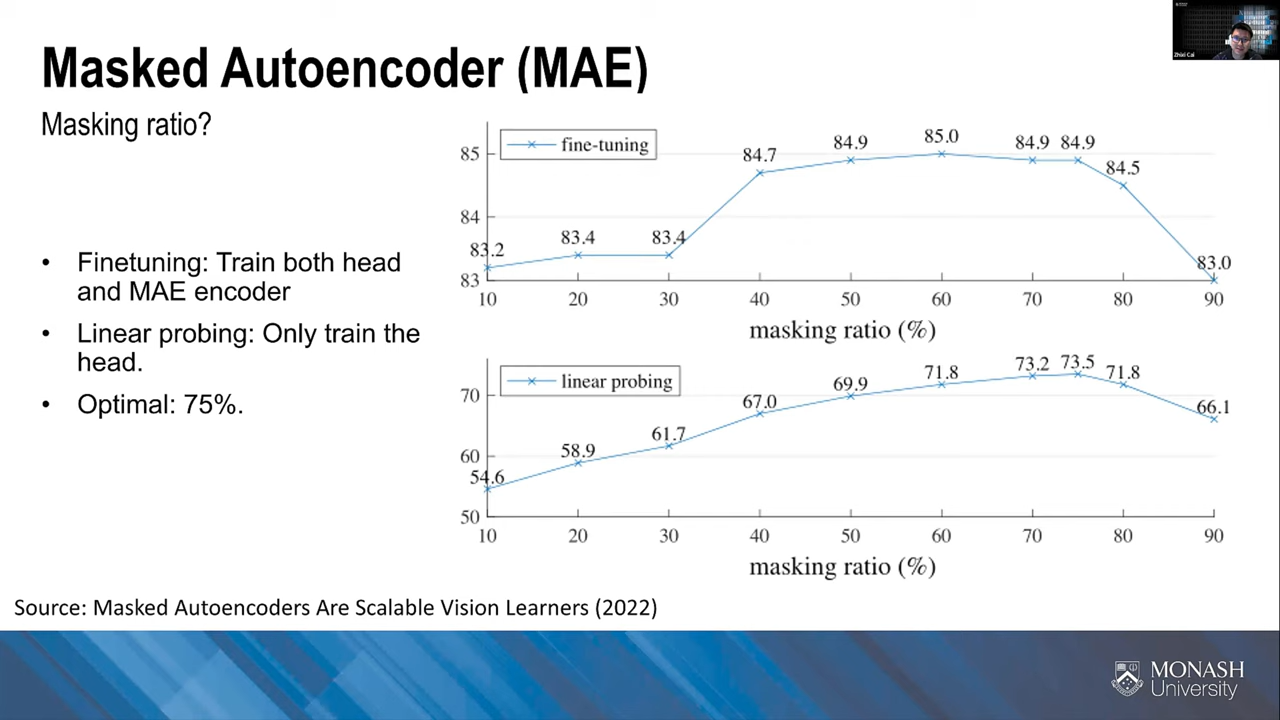 Masked Autoencoder (MAE)
Masking ratio?
• Finetuning: Train both head
and MAE encoder
• Linear probing: Only train the
head.
• Optimal: 75%.
fine-tuning
85
84
83
83.2
83.4
83.4
84.7
84.9
85.0
84.9
84.9
84.5
83.0
10 20 30 40 50 60 70 80 90
masking ratio (%)
linear probing
70
60
50
54.6
58.9
61.7
67.0
69.9
71.8
73.2
73.5
71.8
66.1
10 20 30 40 50 60 70 80 90
masking ratio (%)
Source: Masked Autoencoders Are Scalable Vision Learners (2022)
Zhixi Cai
MONASH
University